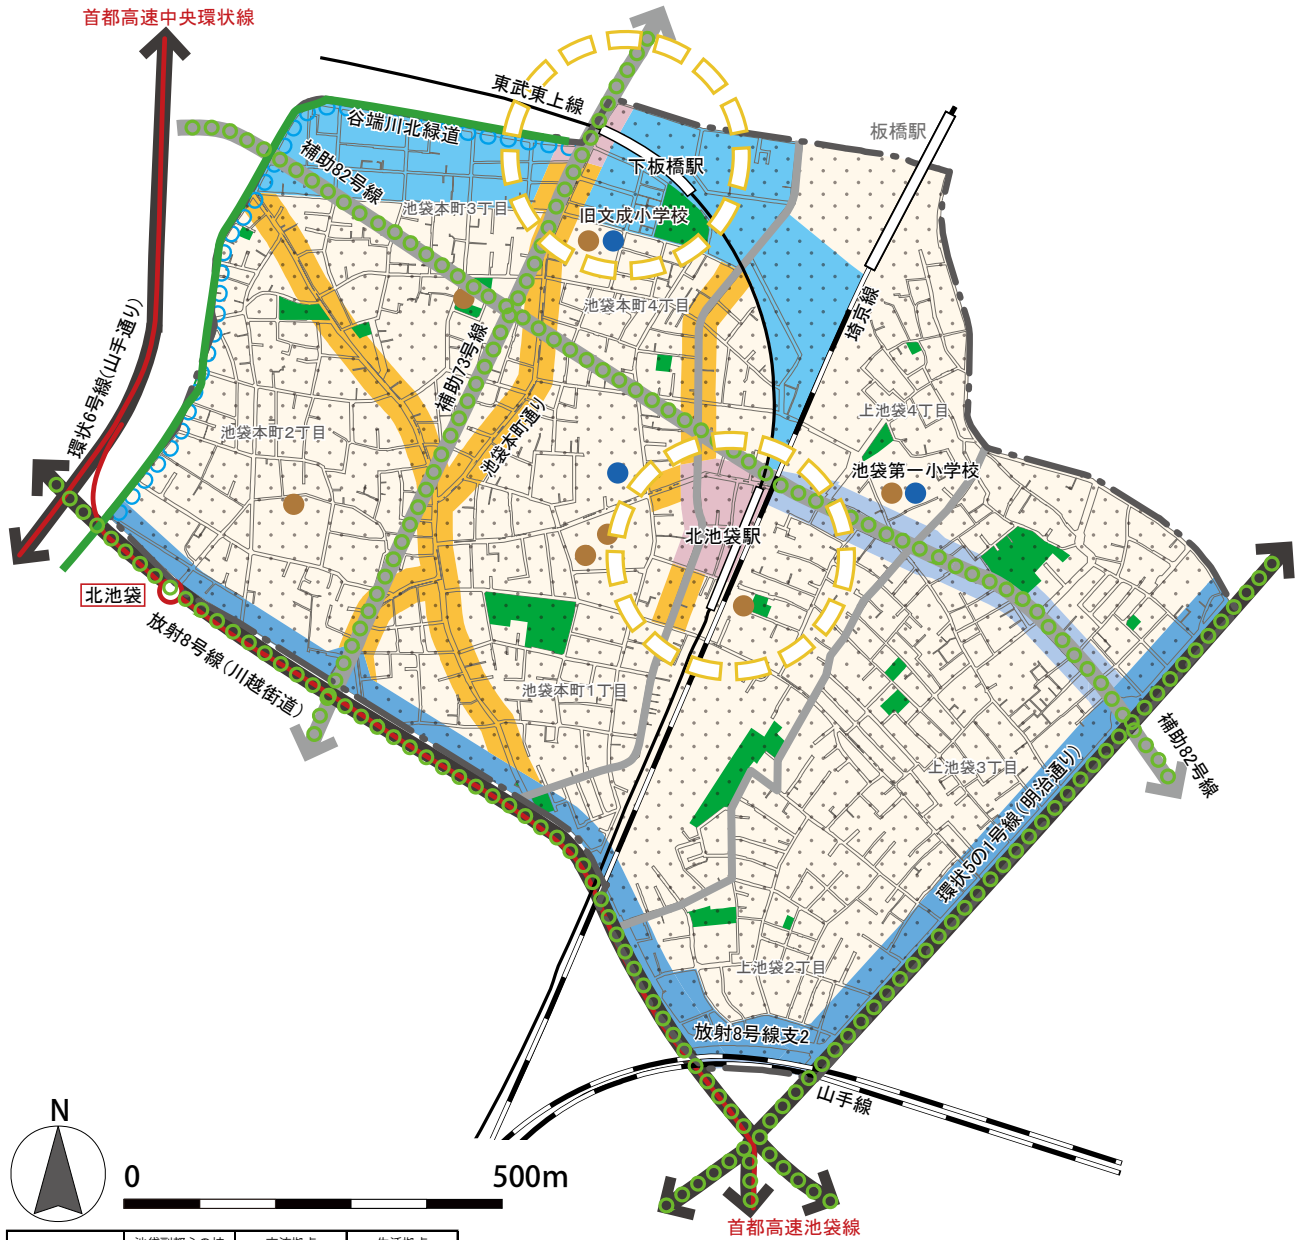 首都高速中央環状線
東武東上線
谷端川北緑道
板橋駅
補助82号線
下板橋駅
池袋本町3丁目
旧文成小学校
池袋本町4丁目
埼京線
環状6号線(山手通り)
補助73号線
池袋本町通り
上池袋4丁目
池袋本町2丁目
池袋第一小学校
北池袋駅
北池袋
放射8号線(川越街道)
池袋本町1丁目
補助82号線
上池袋3丁目
環状5の1号線(明治通り)
上池袋2丁目
放射8号線支2
山手線
N
0 500m
首都高速池袋線